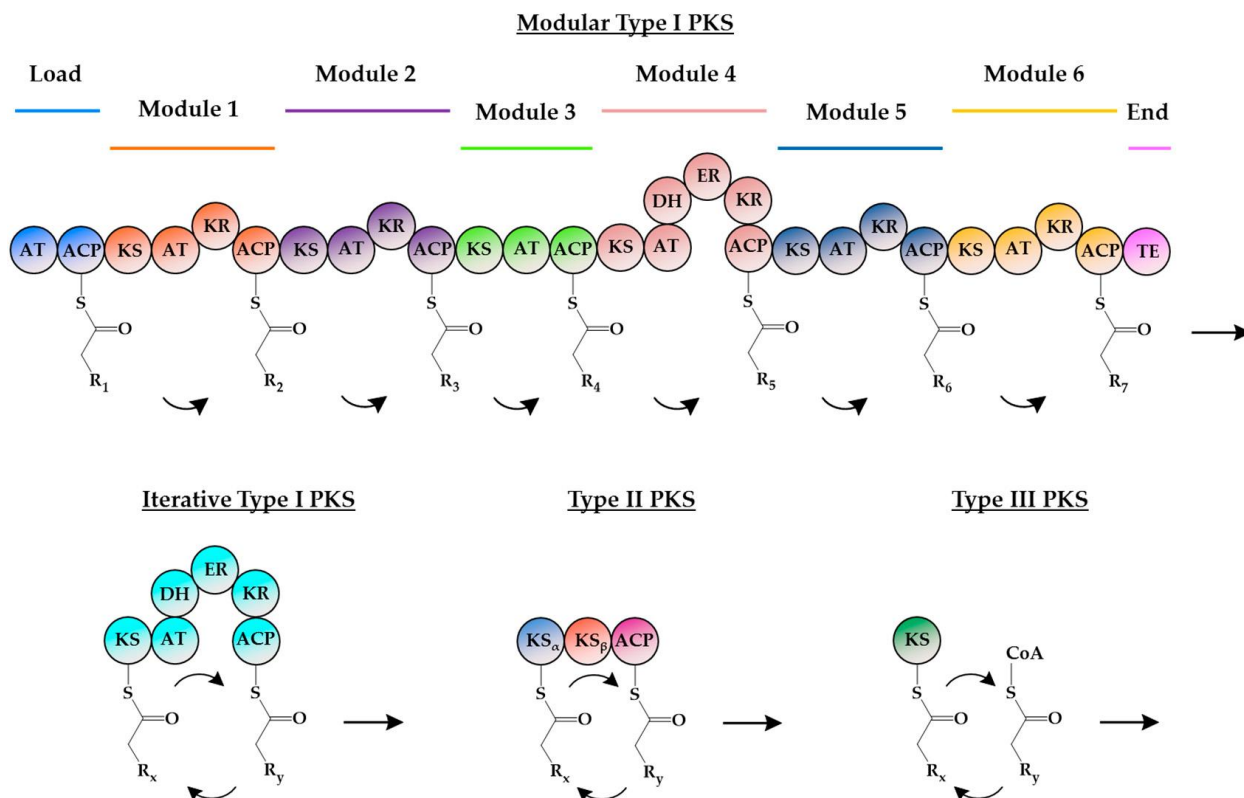 Modular Type I PKS
Load Module 2 Module 4 Module 6
Module 1 Module 3 Module 5 End
ER
DH KR
KR KR KR KR
AT ACP KS AT ACP KS AT ACP KS AT ACP KS AT ACP KS AT ACP KS AT ACP TE
S S S S S S S
O O O O O O O
R1 R2 R3 R4 R5 R6 R7
Iterative Type I PKS Type II PKS Type III PKS
ER
DH KR
KS AT ACP KSα KSβ ACP KS
CoA
S S S S S S
O O O O O O
Rx Ry Rx Ry Rx Ry